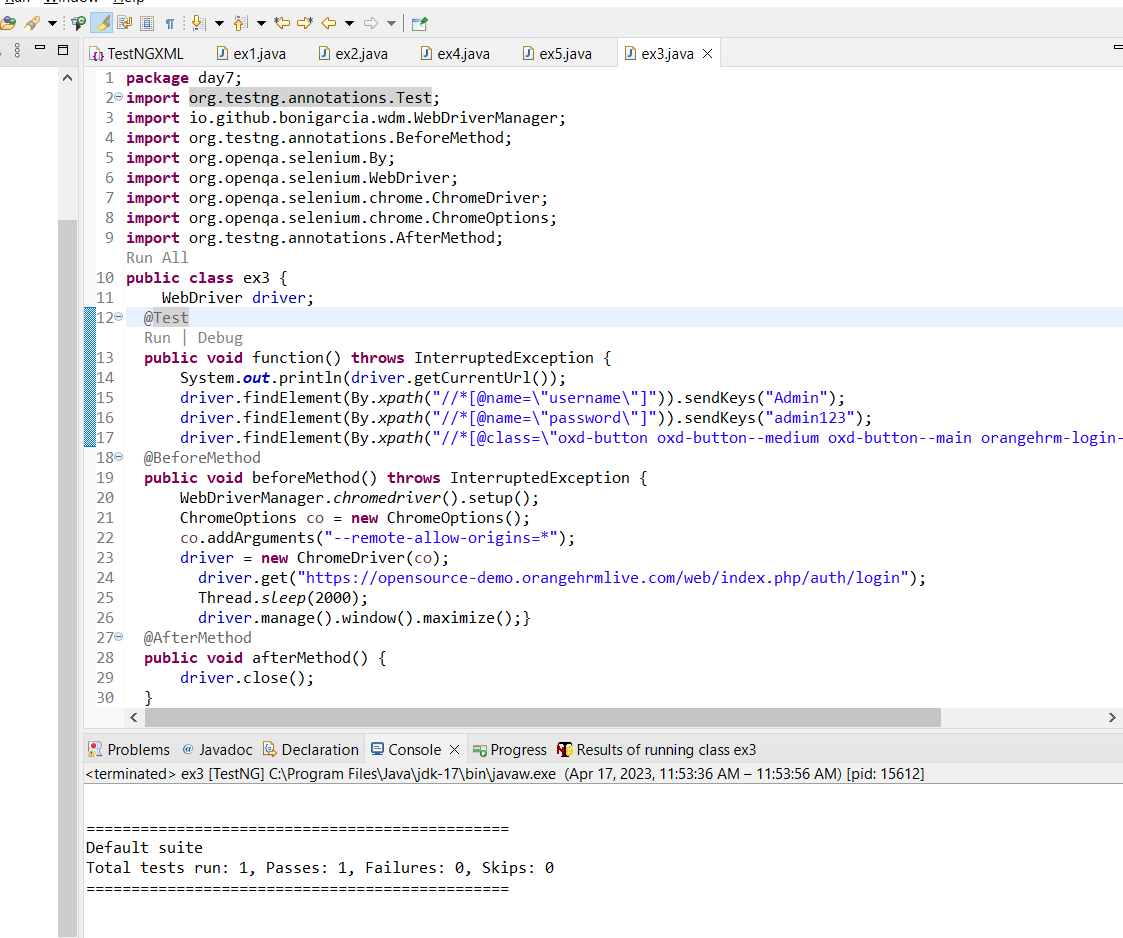 Run Window Help
TestNGXML ex1.java ex2.java ex4.java ex5.java ex3.java
1 package day7;
2 import org.testng.annotations.Test;
3 import io.github.bonigarcia.wdm.WebDriverManager;
4 import org.testng.annotations.BeforeMethod;
5 import org.openqa.selenium.By;
6 import org.openqa.selenium.WebDriver;
7 import org.openqa.selenium.chrome.ChromeDriver;
8 import org.openqa.selenium.chrome.ChromeOptions;
9 import org.testng.annotations.AfterMethod;
Run All
10 public class ex3 {
11 WebDriver driver;
12 @Test
Run | Debug
13 public void function() throws InterruptedException {
14 System.out.println(driver.getCurrentUrl());
15 driver.findElement(By.xpath("//*[@name=\"username\"]")).sendKeys("Admin");
16 driver.findElement(By.xpath("//*[@name=\"password\"]")).sendKeys("admin123");
17 driver.findElement(By.xpath("//*[@class=\"oxd-button oxd-button--medium oxd-button--main orangehrm-login-
18 @BeforeMethod
19 public void beforeMethod() throws InterruptedException {
20 WebDriverManager.chromedriver().setup();
21 ChromeOptions co = new ChromeOptions();
22 co.addArguments("--remote-allow-origins=*");
23 driver = new ChromeDriver(co);
24 driver.get("https://opensource-demo.orangehrmlive.com/web/index.php/auth/login");
25 Thread.sleep(2000);
26 driver.manage().window().maximize();}
27 @AfterMethod
28 public void afterMethod() {
29 driver.close();
30 }
Problems Javadoc Declaration Console Progress Results of running class ex3
<terminated> ex3 [TestNG] C:\Program Files\Java\jdk-17\bin\javaw.exe (Apr 17, 2023, 11:53:36 AM – 11:53:56 AM) [pid: 15612]
===============================================
Default suite
Total tests run: 1, Passes: 1, Failures: 0, Skips: 0
===============================================